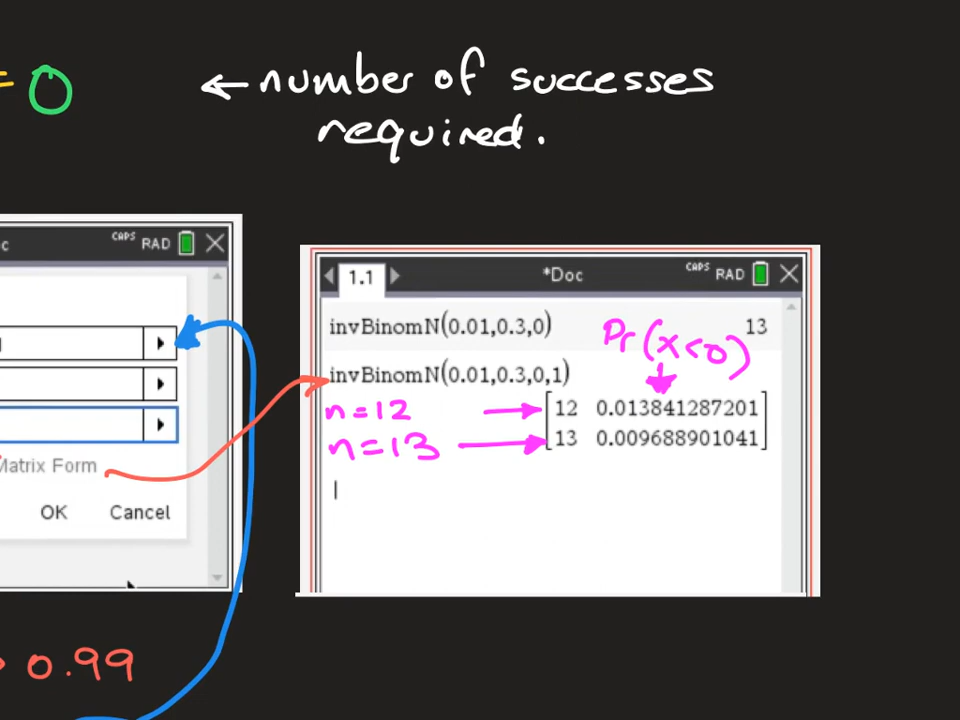 = 0
← number of successes
required.
c
CAPS RAD
Matrix Form
OK Cancel
1.1 *Doc CAPS RAD
invBinomN(0.01,0.3,0) 13
Pr(x<0)
invBinomN(0.01,0.3,0,1)
n=12 → [12 0.013841287201]
n=13 → [13 0.009688901041]
0.99